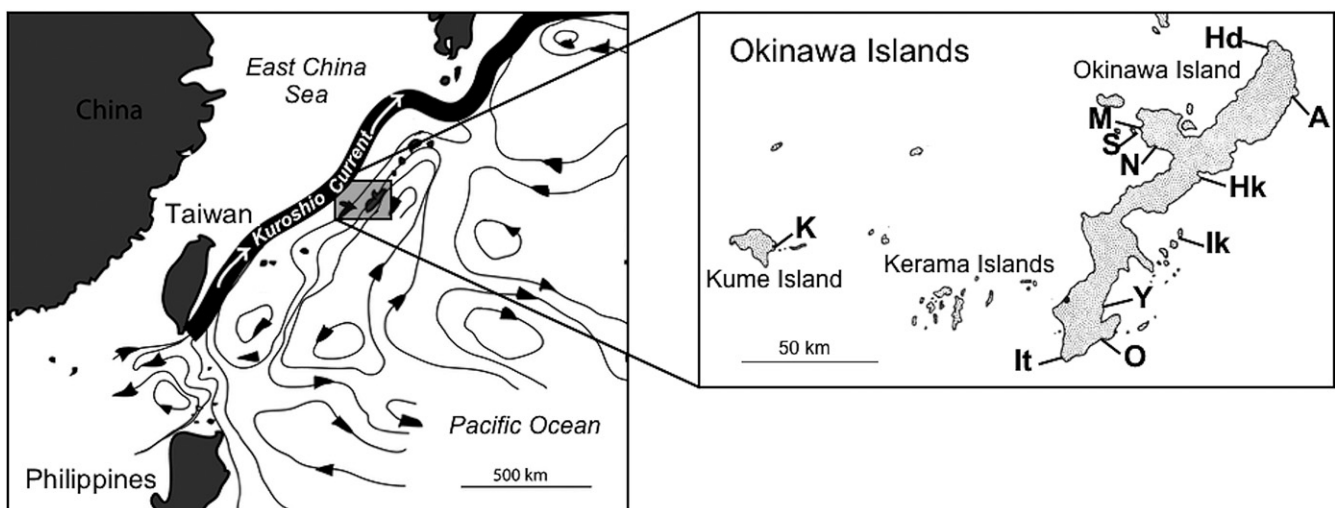 East China
Sea
China
Kuroshio Current
Taiwan
Pacific Ocean
500 km
Philippines
Okinawa Islands
Hd
Okinawa Island
A
M
S
N
Hk
K
Ik
Kume Island
Kerama Islands
Y
50 km
O
It